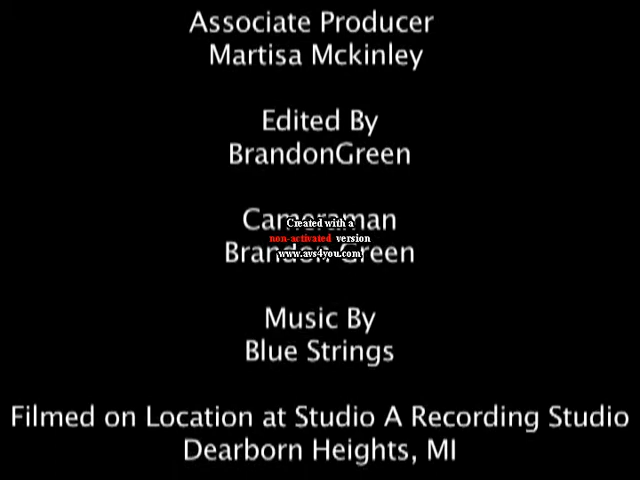 Associate Producer
Martisa Mckinley
Edited By
BrandonGreen
Cameraman
Created with a
non-activated version
Brandon Green
www.avs4you.com
Music By
Blue Strings
Filmed on Location at Studio A Recording Studio
Dearborn Heights, MI